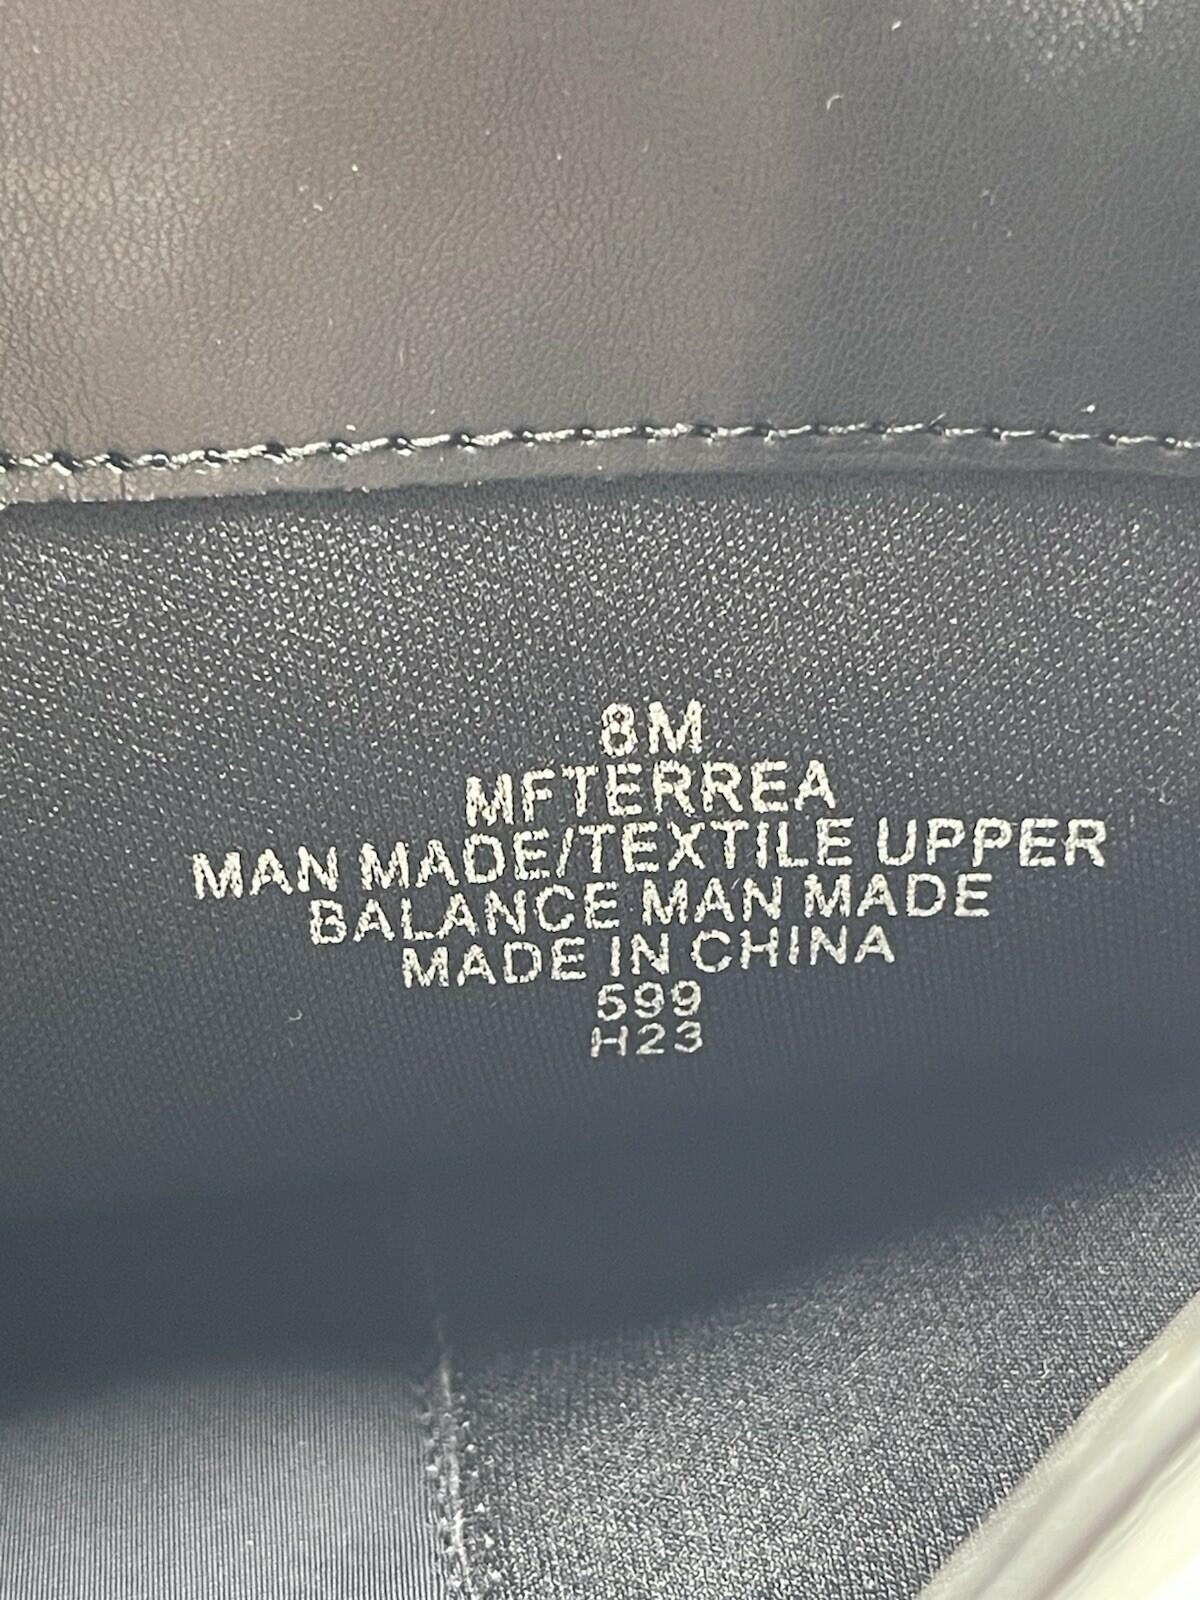 8M
MFTERREA
MAN MADE/TEXTILE UPPER
BALANCE MAN MADE
MADE IN CHINA
599
H23